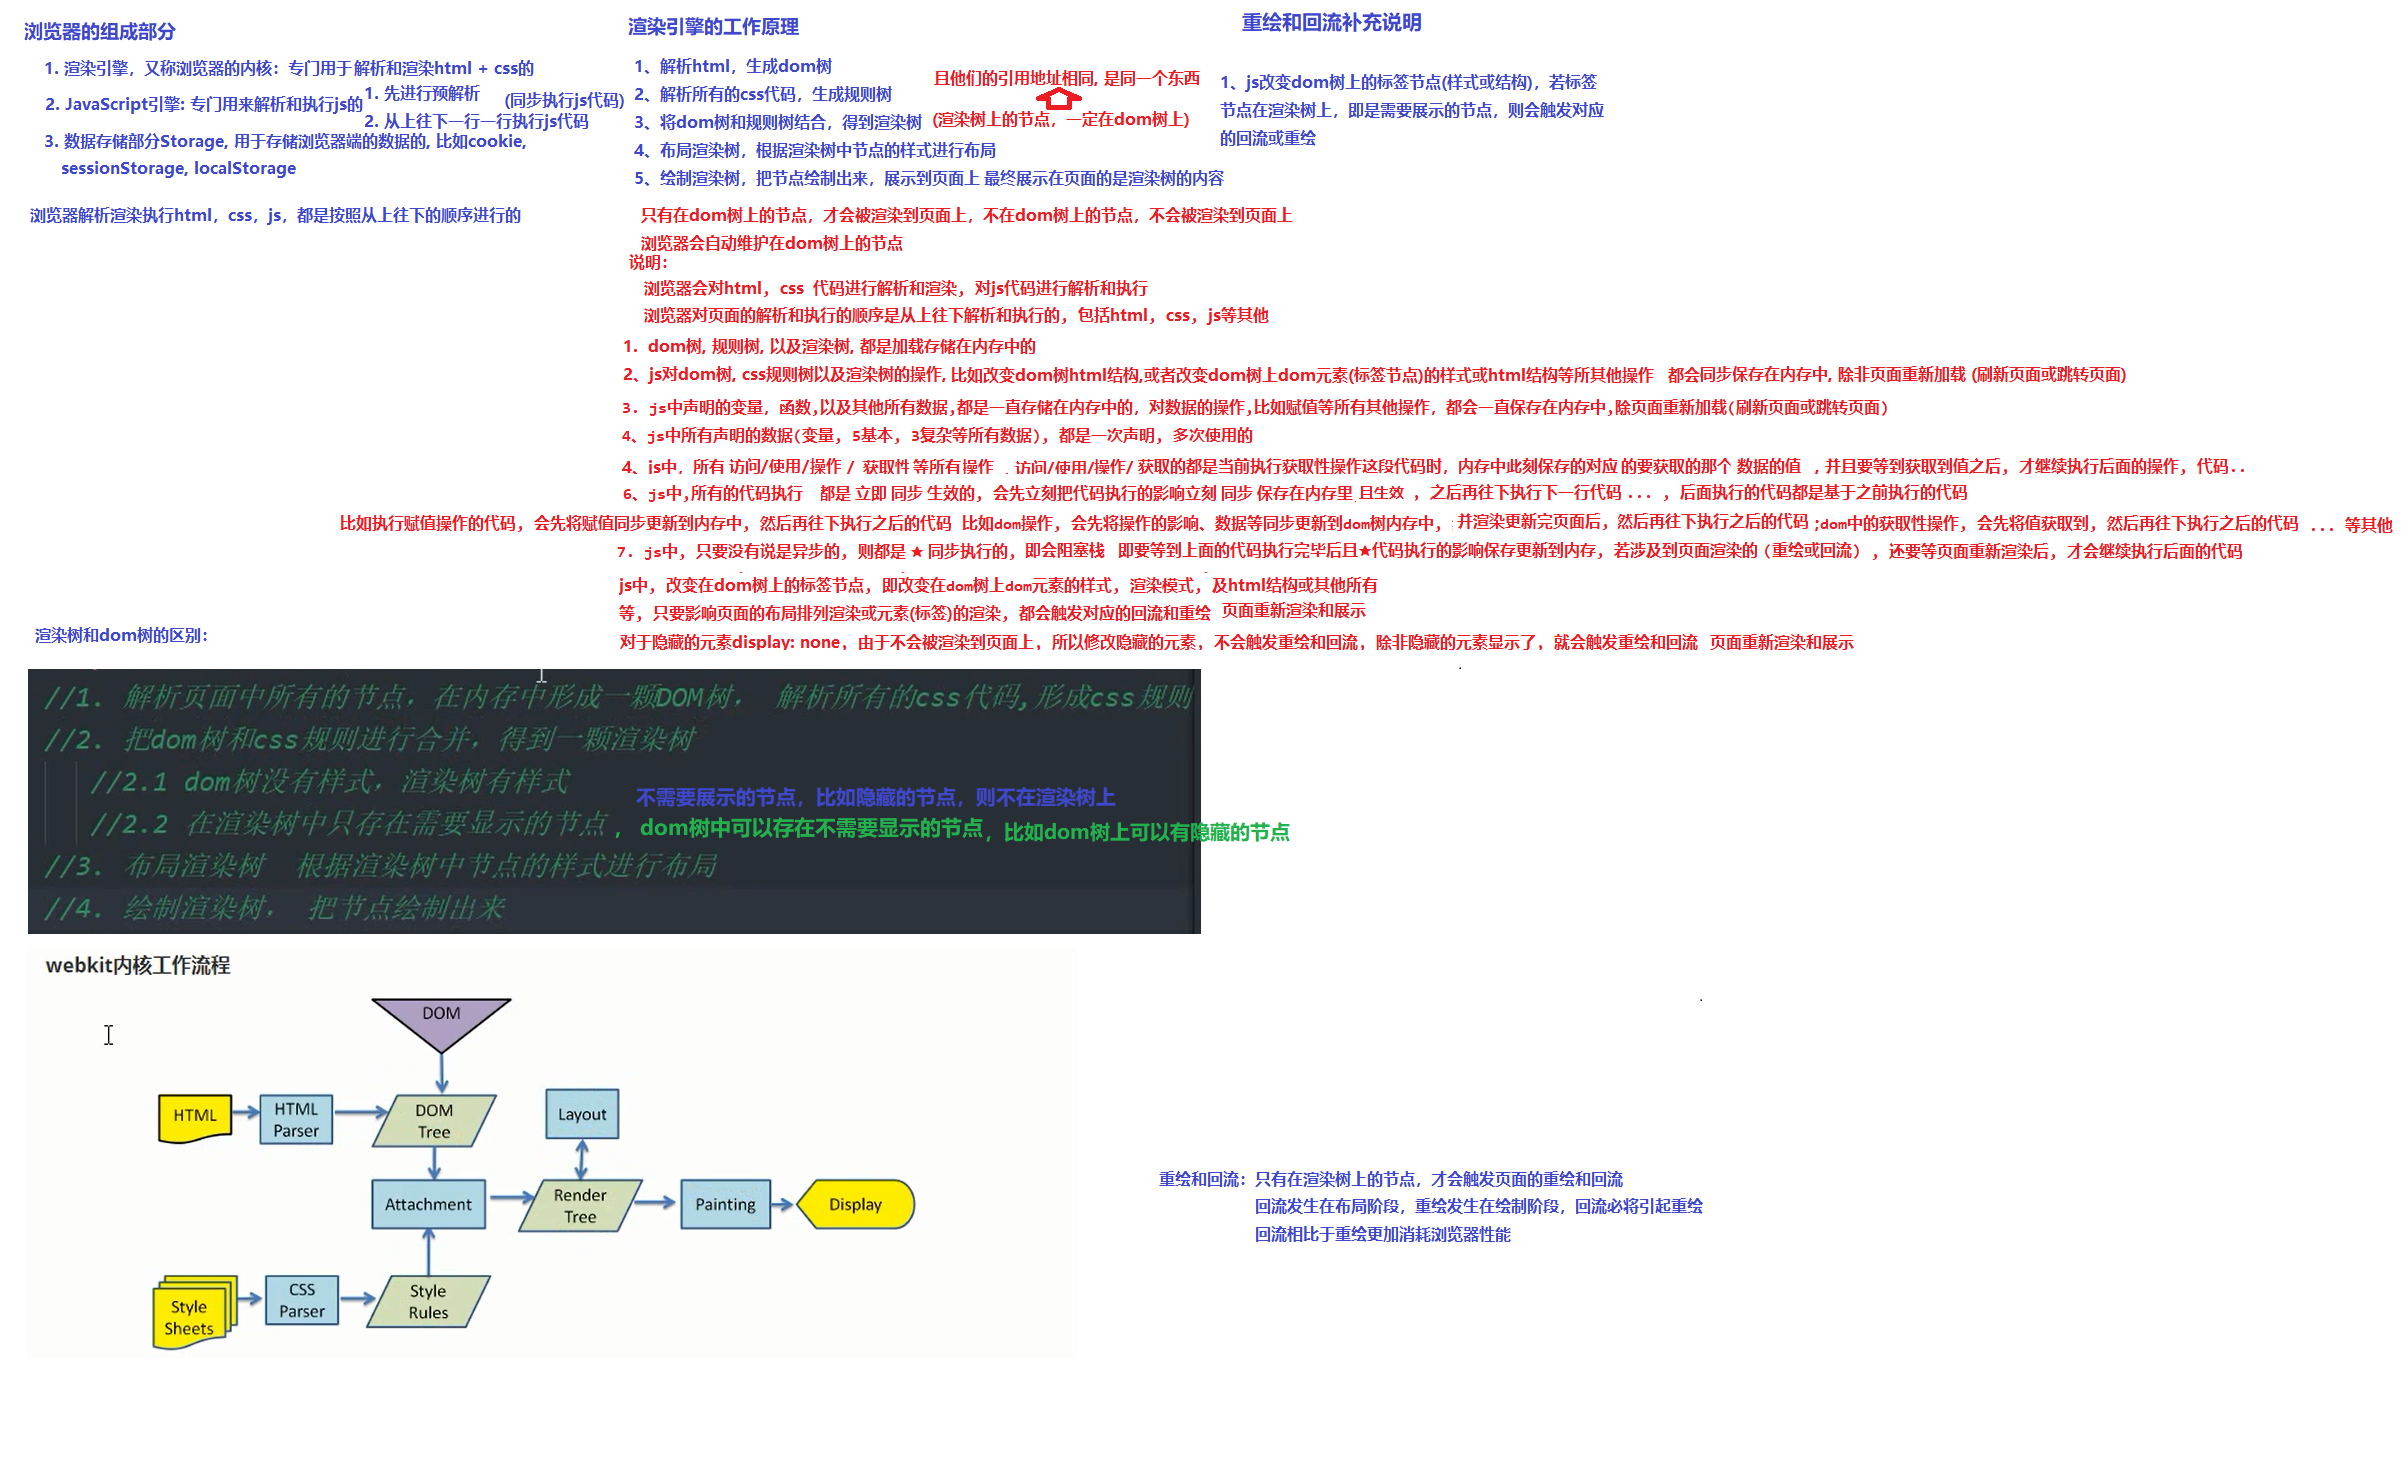 浏览器的组成部分
1. 渲染引擎，又称浏览器的内核：专门用于解析和渲染html + css的
2. JavaScript引擎: 专门用来解析和执行js的
1. 先进行预解析
(同步执行js代码)
2. 从上往下一行一行执行js代码
3. 数据存储部分Storage, 用于存储浏览器端的数据的, 比如cookie,
sessionStorage, localStorage
浏览器解析渲染执行html，css，js，都是按照从上往下的顺序进行的
渲染引擎的工作原理
1、解析html，生成dom树
2、解析所有的css代码，生成规则树
3、将dom树和规则树结合，得到渲染树
且他们的引用地址相同, 是同一个东西
(渲染树上的节点，一定在dom树上)
4、布局渲染树，根据渲染树中节点的样式进行布局
5、绘制渲染树，把节点绘制出来，展示到页面上 最终展示在页面的是渲染树的内容
重绘和回流补充说明
1、js改变dom树上的标签节点(样式或结构)，若标签
节点在渲染树上，即是需要展示的节点，则会触发对应
的回流或重绘
只有在dom树上的节点，才会被渲染到页面上，不在dom树上的节点，不会被渲染到页面上
浏览器会自动维护在dom树上的节点
说明：
浏览器会对html，css 代码进行解析和渲染，对js代码进行解析和执行
浏览器对页面的解析和执行的顺序是从上往下解析和执行的，包括html，css，js等其他
1. dom树, 规则树, 以及渲染树, 都是加载存储在内存中的
2、js对dom树, css规则树以及渲染树的操作, 比如改变dom树html结构,或者改变dom树上dom元素(标签节点)的样式或html结构等所其他操作 都会同步保存在内存中, 除非页面重新加载 (刷新页面或跳转页面)
3. js中声明的变量，函数,以及其他所有数据,都是一直存储在内存中的，对数据的操作,比如赋值等所有其他操作，都会一直保存在内存中,除页面重新加载(刷新页面或跳转页面)
4、js中所有声明的数据(变量，5基本，3复杂等所有数据)，都是一次声明，多次使用的
4、js中，所有 访问/使用/操作 / 获取性 等所有操作 . 访问/使用/操作/ 获取的都是当前执行获取性操作这段代码时，内存中此刻保存的对应 的要获取的那个 数据的值 ，并且要等到获取到值之后，才继续执行后面的操作，代码..
6、js中,所有的代码执行 都是 立即 同步 生效的，会先立刻把代码执行的影响立刻 同步 保存在内存里 且生效 ，之后再往下执行下一行代码 ... ，后面执行的代码都是基于之前执行的代码
比如执行赋值操作的代码，会先将赋值同步更新到内存中，然后再往下执行之后的代码 比如dom操作，会先将操作的影响、数据等同步更新到dom树内存中，并渲染更新完页面后，然后再往下执行之后的代码 ;dom中的获取性操作，会先将值获取到，然后再往下执行之后的代码 ... 等其他
7. js中，只要没有说是异步的，则都是 ★ 同步执行的，即会阻塞栈 即要等到上面的代码执行完毕后且★代码执行的影响保存更新到内存，若涉及到页面渲染的 (重绘或回流) ，还要等页面重新渲染后，才会继续执行后面的代码
js中，改变在dom树上的标签节点，即改变在dom树上dom元素的样式，渲染模式，及html结构或其他所有
等，只要影响页面的布局排列渲染或元素(标签)的渲染，都会触发对应的回流和重绘 页面重新渲染和展示
对于隐藏的元素display: none，由于不会被渲染到页面上，所以修改隐藏的元素，不会触发重绘和回流，除非隐藏的元素显示了，就会触发重绘和回流 页面重新渲染和展示
渲染树和dom树的区别：
//1. 解析页面中所有的节点，在内存中形成一颗DOM树， 解析所有的css代码,形成css规则
//2. 把dom树和css规则进行合并，得到一颗渲染树
//2.1 dom树没有样式，渲染树有样式
不需要展示的节点，比如隐藏的节点，则不在渲染树上
//2.2 在渲染树中只存在需要显示的节点，dom树中可以存在不需要显示的节点，比如dom树上可以有隐藏的节点
//3. 布局渲染树 根据渲染树中节点的样式进行布局
//4. 绘制渲染树， 把节点绘制出来
webkit内核工作流程
DOM
HTML
HTML
Parser
DOM
Tree
Layout
Attachment
Render
Tree
Painting
Display
Style
Sheets
CSS
Parser
Style
Rules
重绘和回流：只有在渲染树上的节点，才会触发页面的重绘和回流
回流发生在布局阶段，重绘发生在绘制阶段，回流必将引起重绘
回流相比于重绘更加消耗浏览器性能